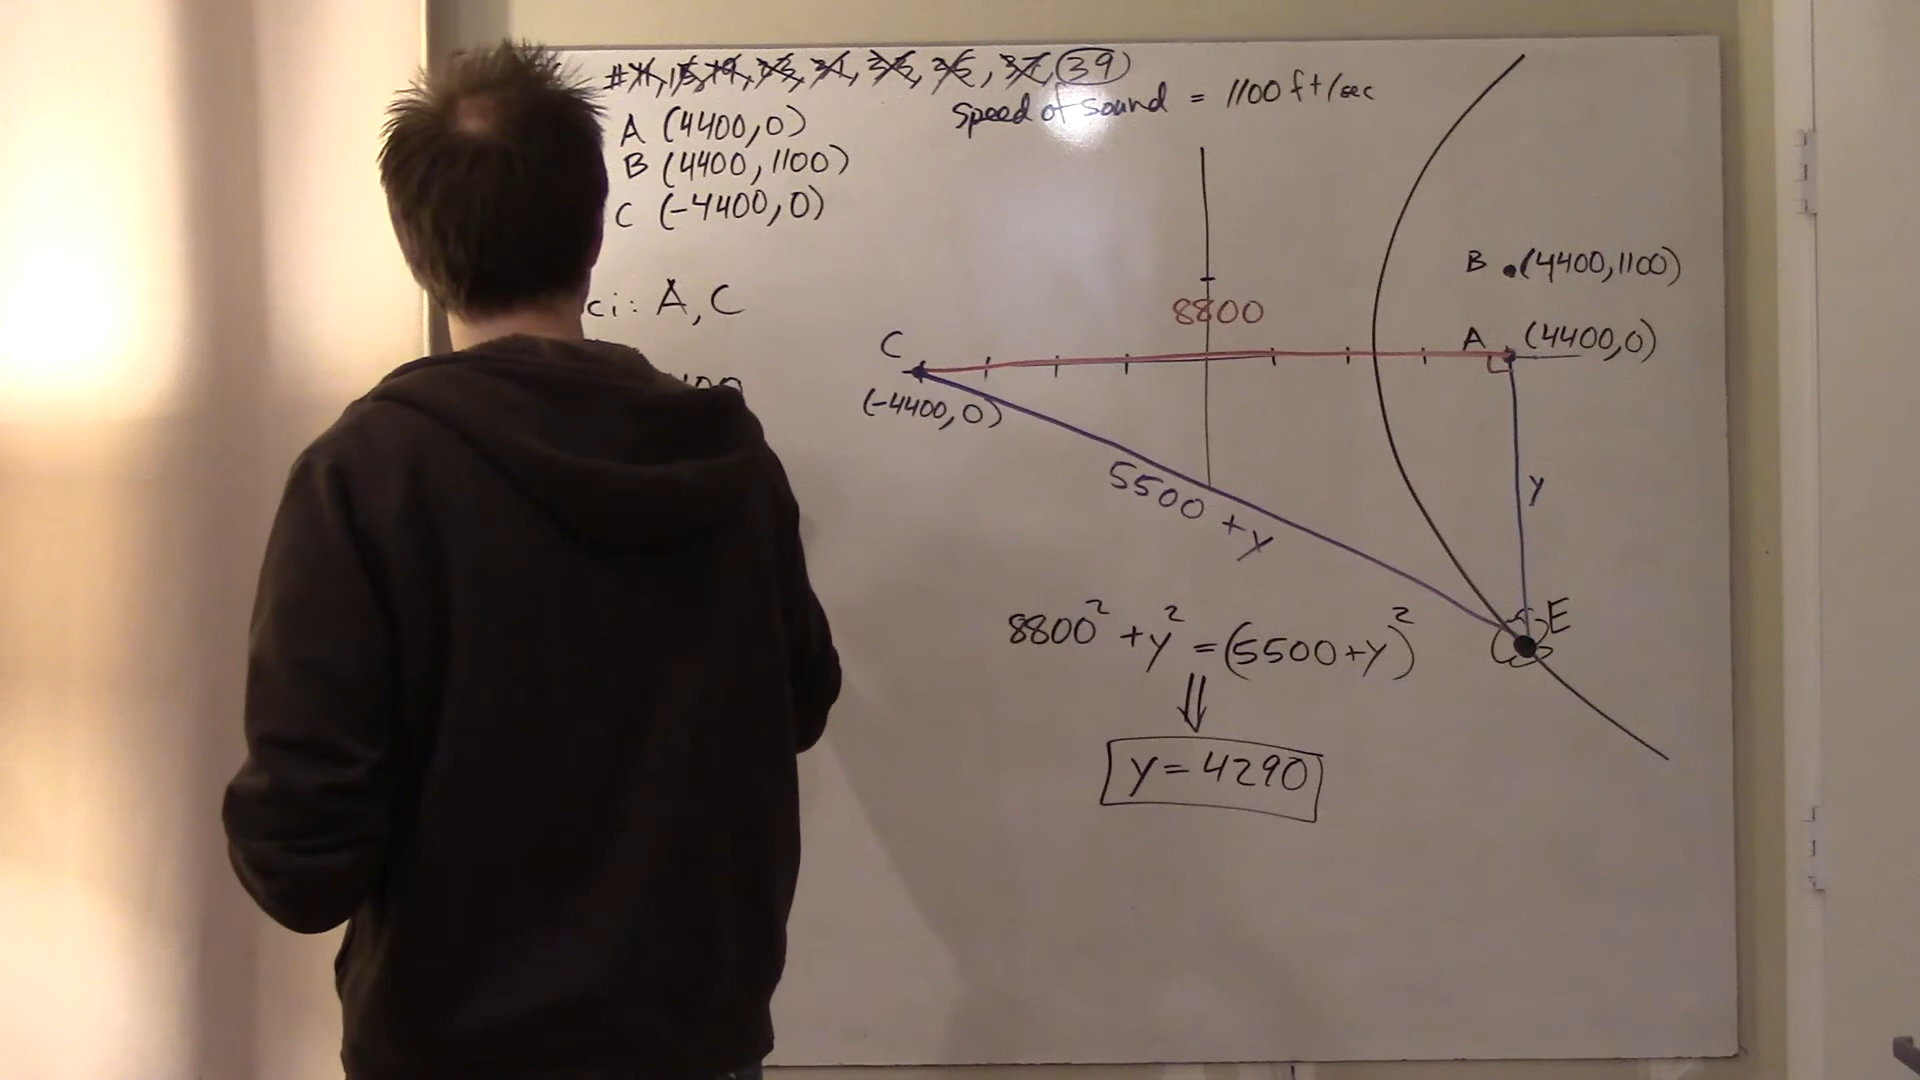 39
Speed of sound = 1100 ft/sec
A (4400,0)
B (4400,1100)
C (-4400,0)
ci: A, C
B (4400,1100)
8800
A (4400,0)
C
(-4400,0)
y
5500 + y
E
8800² + y² = (5500+y)²
⇓
y = 4290